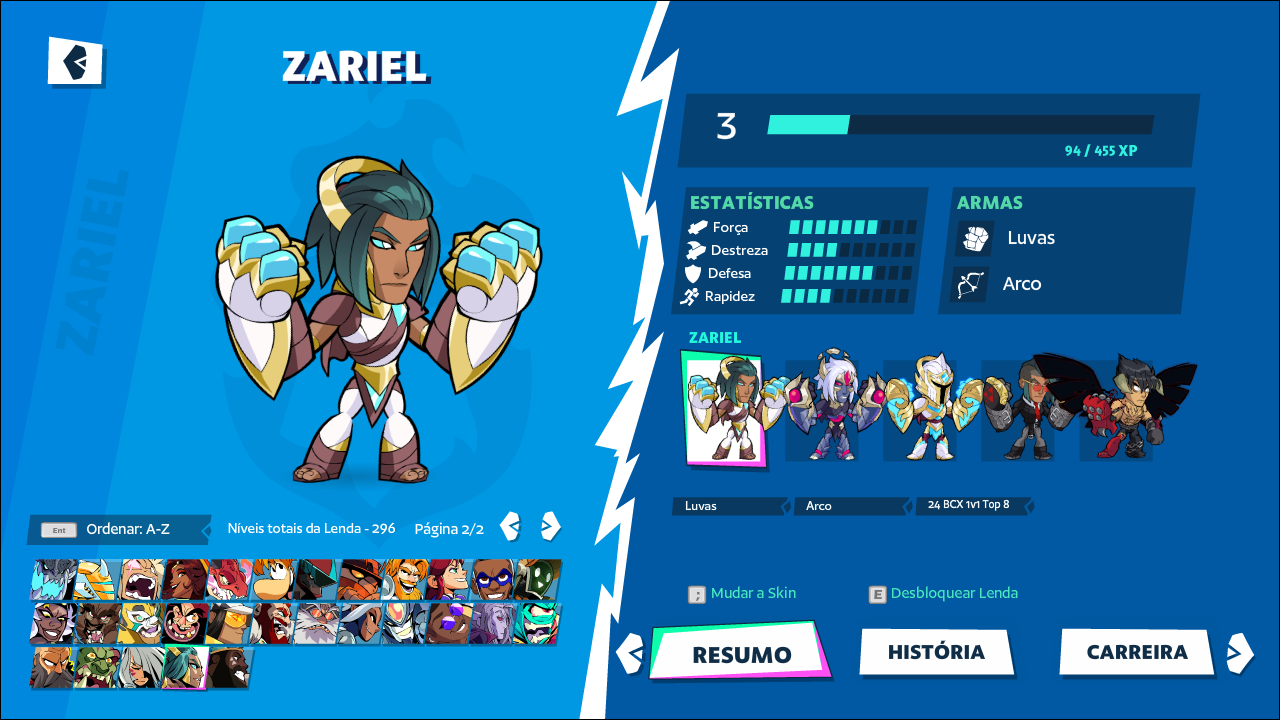 ZARIEL
ZARIEL
3
94 / 455 XP
ESTATÍSTICAS
Força
Destreza
Defesa
Rapidez
ARMAS
Luvas
Arco
ZARIEL
Luvas
Arco
24 BCX 1v1 Top 8
Ent
Ordenar: A-Z
Níveis totais da Lenda - 296
Página 2/2
; Mudar a Skin
E Desbloquear Lenda
RESUMO
HISTÓRIA
CARREIRA